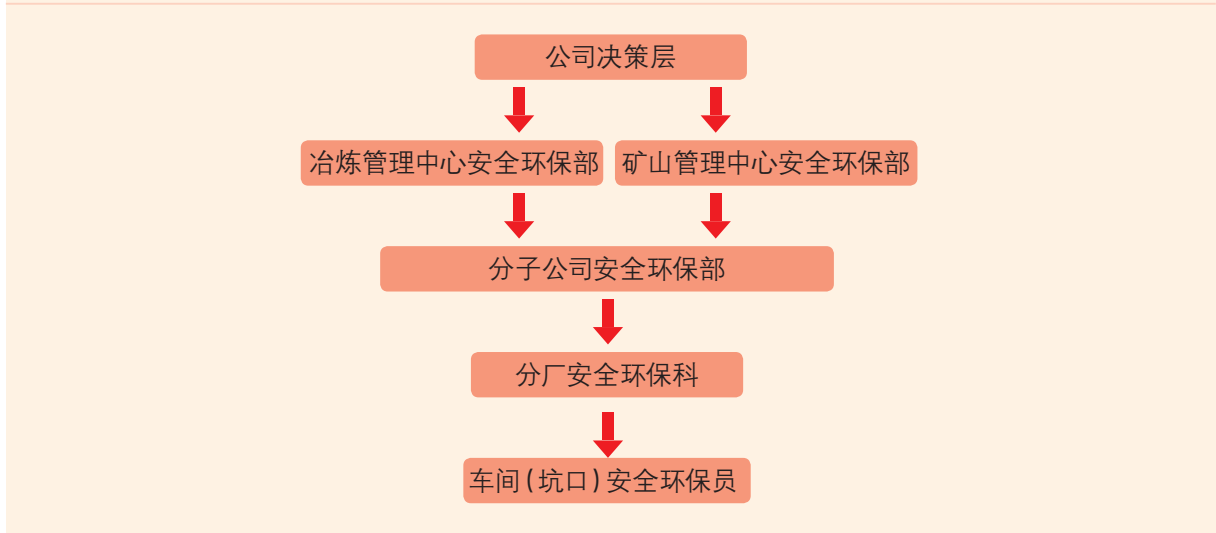 公司决策层
冶炼管理中心安全环保部
矿山管理中心安全环保部
分子公司安全环保部
分厂安全环保科
车间(坑口)安全环保员